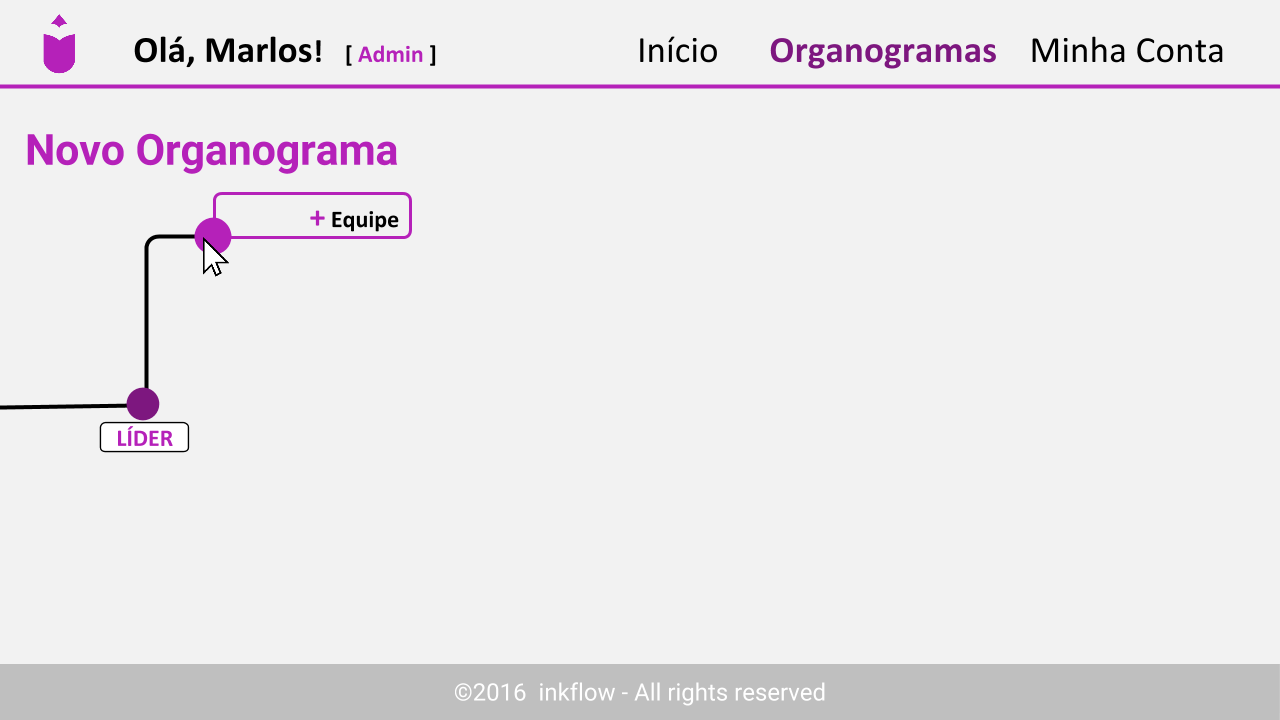 Olá, Marlos! [ Admin ] Início Organogramas Minha Conta
Novo Organograma
+ Equipe
LÍDER
©2016 inkflow - All rights reserved